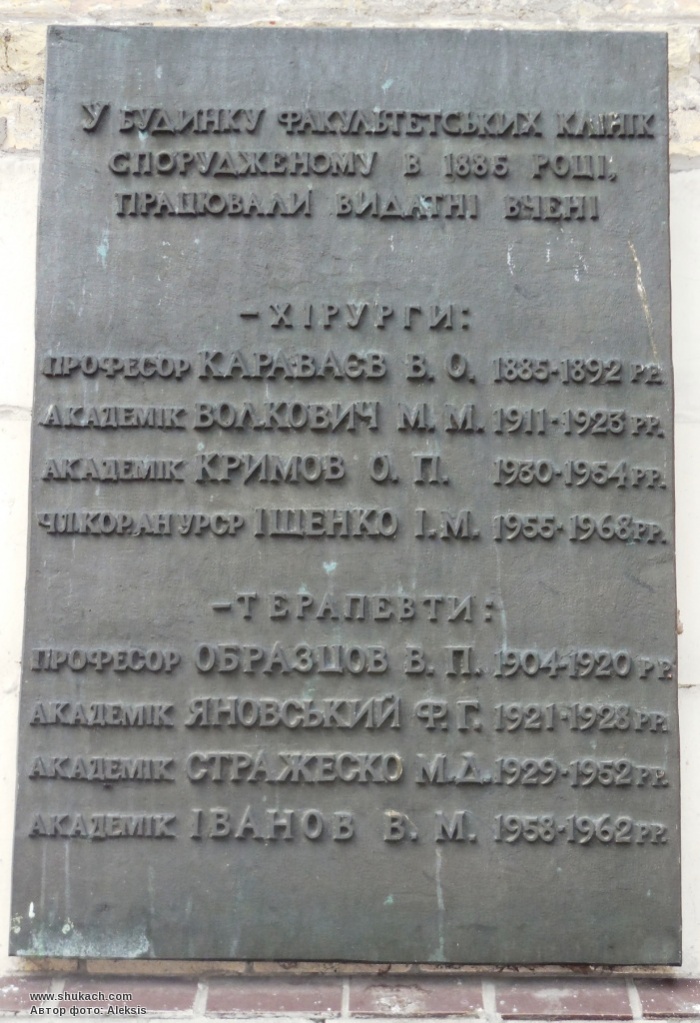 У БУДИНКУ ФАКУЛЬТЕТСЬКИХ КЛІНІК
СПОРУДЖЕНОМУ В 1885 РОЦІ,
ПРАЦЮВАЛИ ВИДАТНІ ВЧЕНІ
–ХІРУРГИ:
ПРОФЕСОР КАРАВАЄВ В. О. 1885-1892 РР.
АКАДЕМІК ВОЛКОВИЧ М. М. 1911-1923 РР.
АКАДЕМІК КРИМОВ О. П. 1930-1954 РР.
ЧЛ.КОР.АН УРСР ІЩЕНКО І. М. 1955-1968 РР.
–ТЕРАПЕВТИ:
ПРОФЕСОР ОБРАЗЦОВ В. П. 1904-1920 РР.
АКАДЕМІК ЯНОВСЬКИЙ Ф. Г. 1921-1928 РР.
АКАДЕМІК СТРАЖЕСКО М. Д. 1929-1952 РР.
АКАДЕМІК ІВАНОВ В. М. 1958-1962 РР.
www.shukach.com
Автор фото: Aleksis